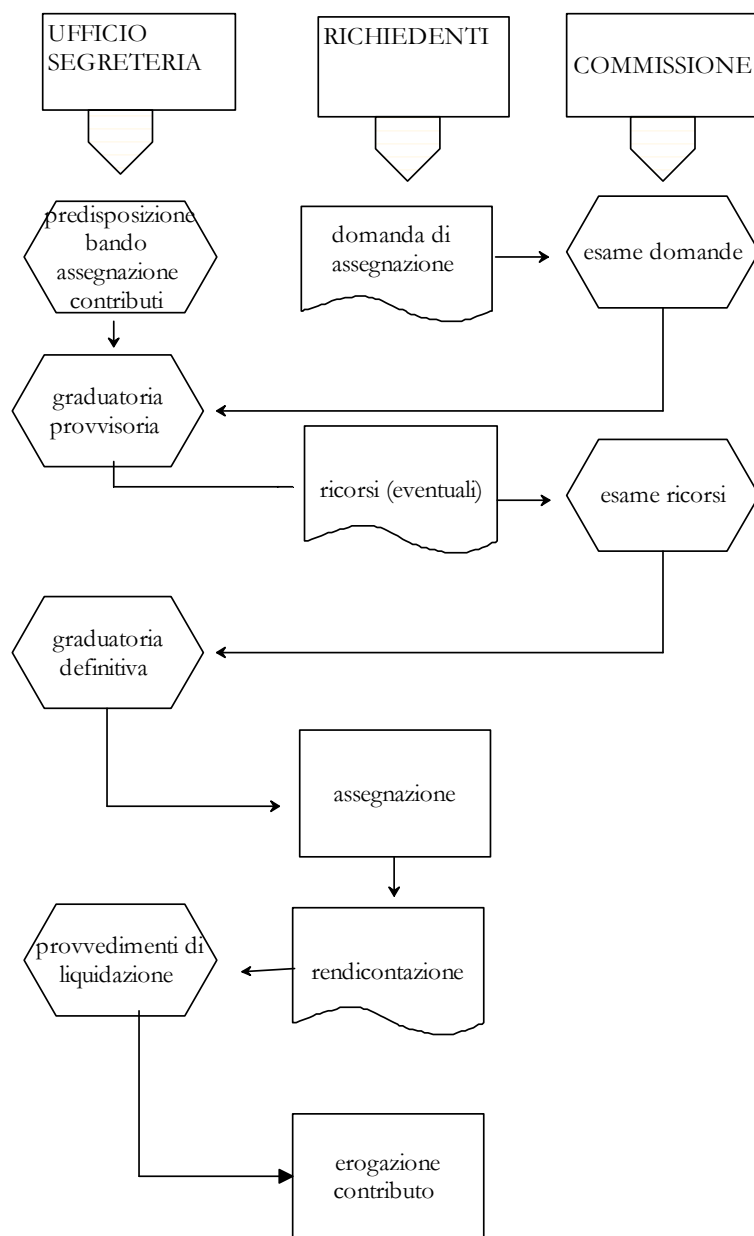 UFFICIO
SEGRETERIA
RICHIEDENTI
COMMISSIONE
predisposizione
bando
assegnazione
contributi
domanda di
assegnazione
esame domande
graduatoria
provvisoria
ricorsi (eventuali)
esame ricorsi
graduatoria
definitiva
assegnazione
provvedimenti di
liquidazione
rendicontazione
erogazione
contributo